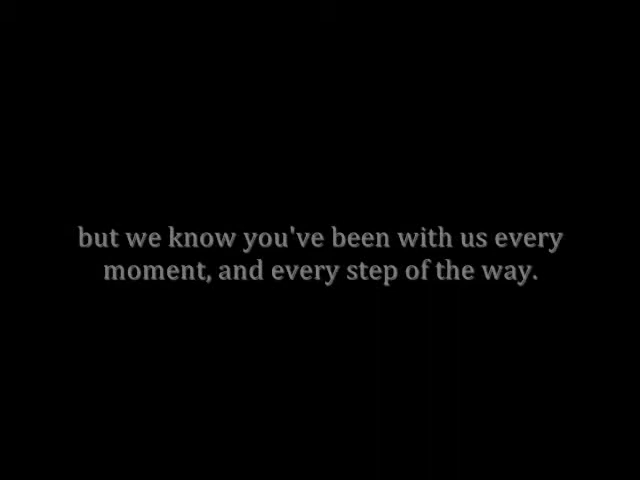 but we know you've been with us every
moment, and every step of the way.